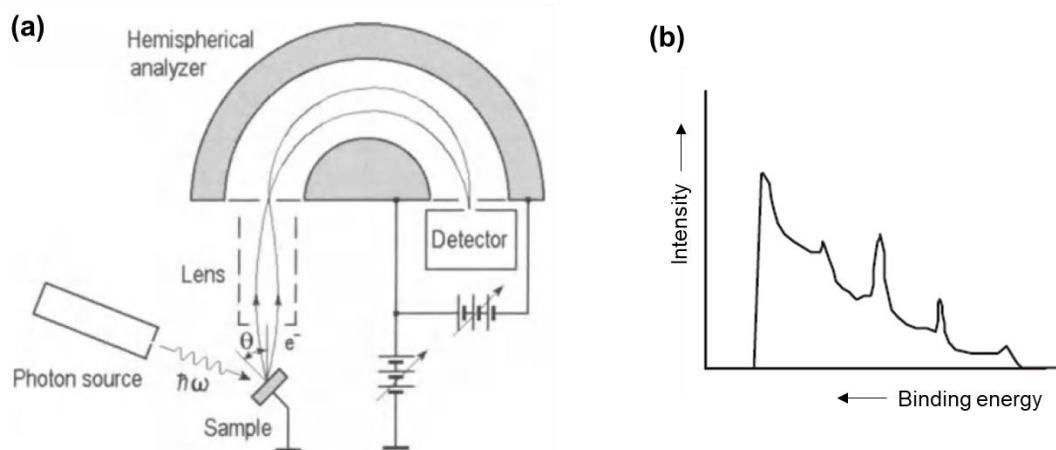 (a)
Hemispherical
analyzer
Lens
Detector
Θ
e⁻
Photon source
ħω
Sample
(b)
Intensity
Binding energy